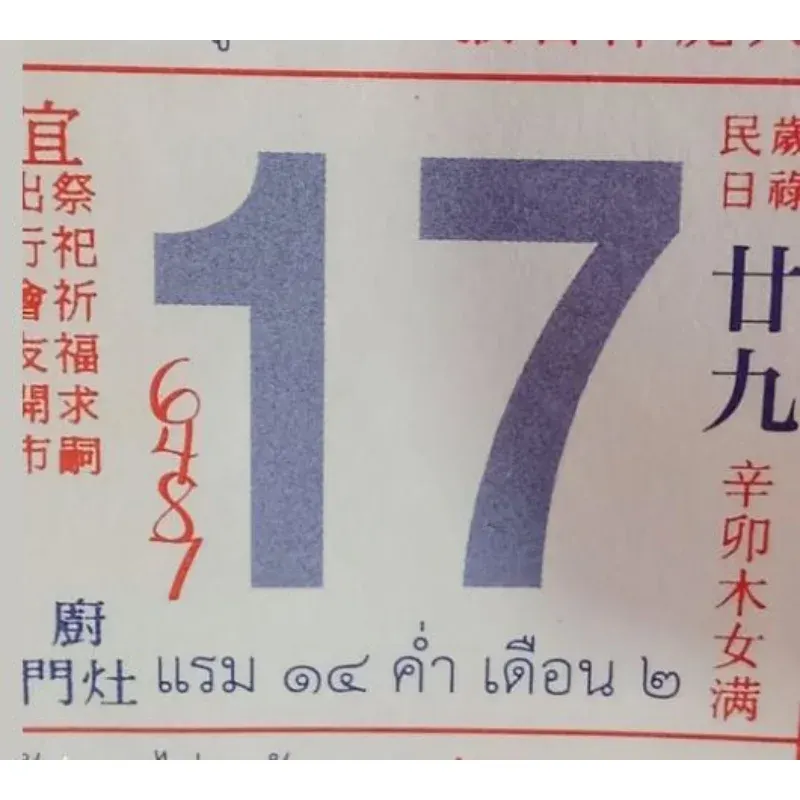 宜
祭祀祈福求嗣
出行會友開市
17
6487
民日
歲祿
廿九
辛卯木女满
廚灶門
แรม ๑๔ ค่ำ เดือน ๒